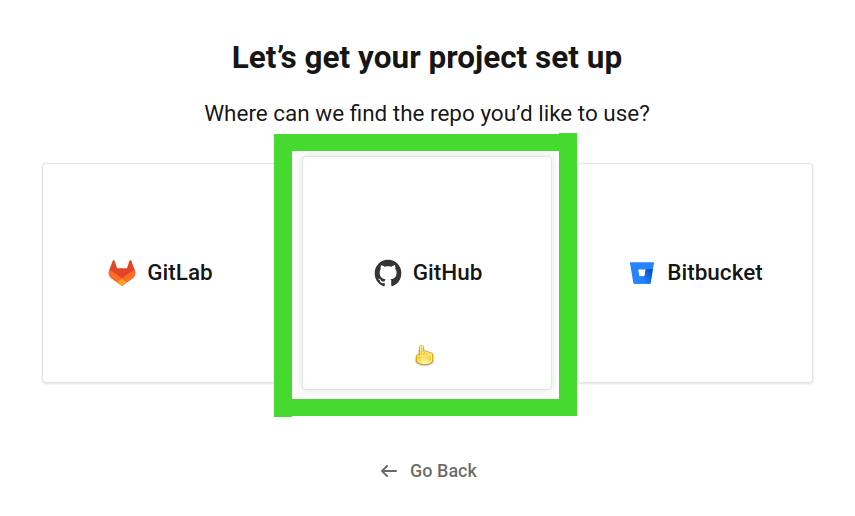 Let’s get your project set up
Where can we find the repo you’d like to use?
GitLab
GitHub
Bitbucket
Go Back